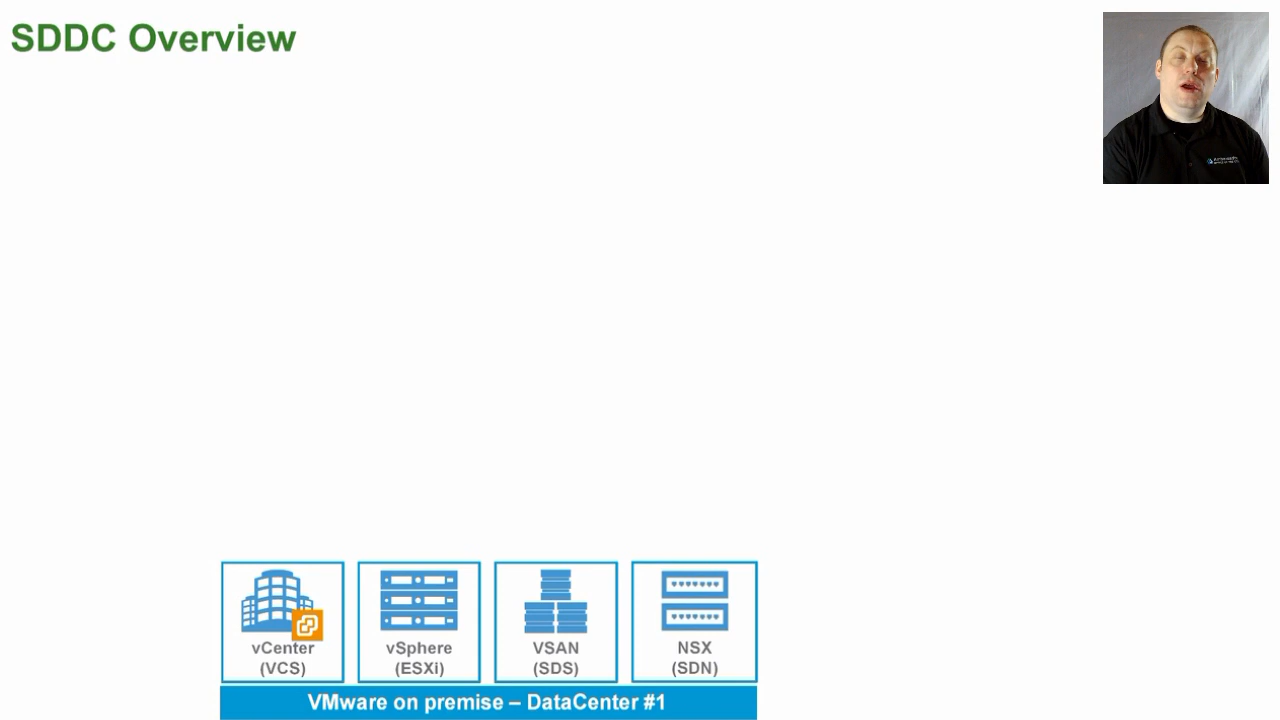 SDDC Overview
vCenter
(VCS)
vSphere
(ESXi)
VSAN
(SDS)
NSX
(SDN)
VMware on premise – DataCenter #1